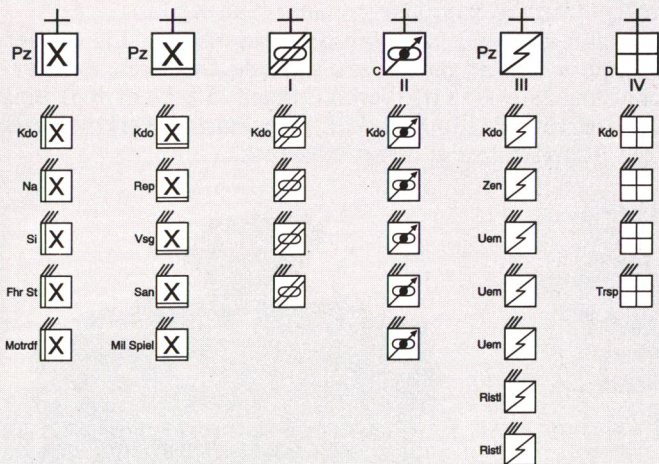 Pz X Pz X C Pz D
II III IV
Kdo X Kdo X Kdo Kdo Kdo Kdo
Na X Rep X Zen
Si X Vsg X Uem
Fhr St X San X Uem Trsp
Motrdf X Mil Spiel X Uem
Ristl
Ristl